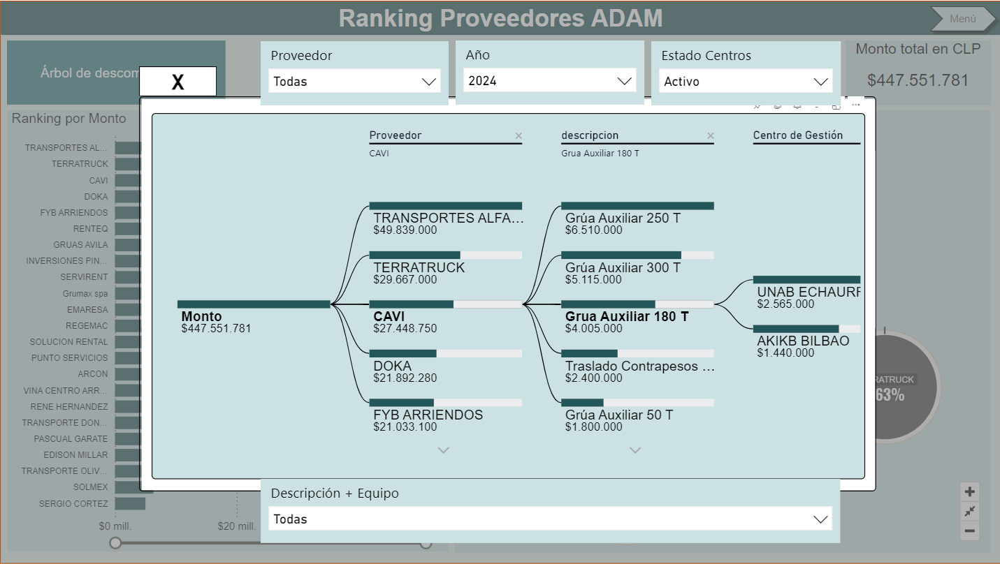 Ranking Proveedores ADAM
Menú
Árbol de descom
X
Proveedor
Todas
Año
2024
Estado Centros
Activo
Monto total en CLP
$447.551.781
Ranking por Monto
TRANSPORTES AL...
TERRATRUCK
CAVI
DOKA
FYB ARRIENDOS
RENTEQ
GRUAS AVILA
INVERSIONES PIN...
SERVIRENT
Grumax spa
EMARESA
REGEMAC
SOLUCION RENTAL
PUNTO SERVICIOS
ARCON
VINA CENTRO ARR...
RENE HERNANDEZ
TRANSPORTE DON...
PASCUAL GARATE
EDISON MILLAR
TRANSPORTE OLIV...
SOLMEX
SERGIO CORTEZ
$0 mill.
$20 mill.
Proveedor
CAVI
descripcion
Grua Auxiliar 180 T
Centro de Gestión
Monto
$447.551.781
TRANSPORTES ALFA...
$49.839.000
TERRATRUCK
$29.667.000
CAVI
$27.448.750
DOKA
$21.892.280
FYB ARRIENDOS
$21.033.100
Grúa Auxiliar 250 T
$6.510.000
Grúa Auxiliar 300 T
$5.115.000
Grua Auxiliar 180 T
$4.005.000
Traslado Contrapesos ...
$2.400.000
Grúa Auxiliar 50 T
$1.800.000
UNAB ECHAURR
$2.565.000
AKIKB BILBAO
$1.440.000
RATRUCK
63%
Descripción + Equipo
Todas